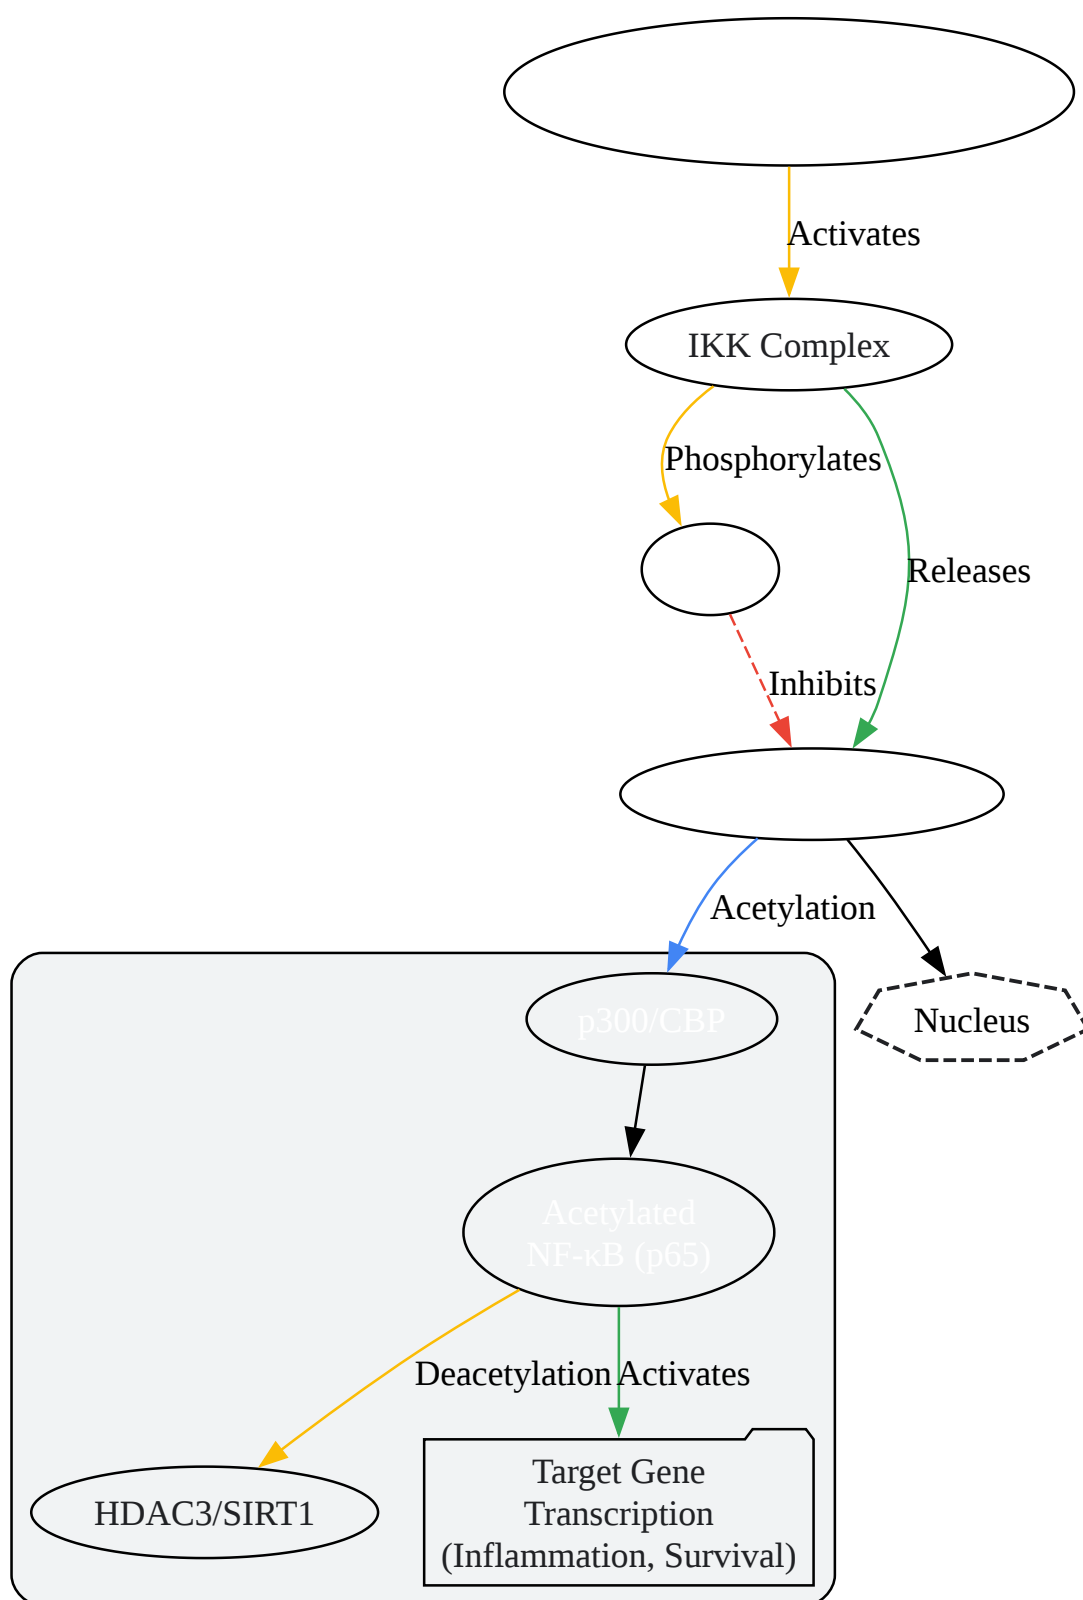 Activates
IKK Complex
Phosphorylates
Releases
Inhibits
Acetylation
p300/CBP
Nucleus
Acetylated
NF-κB (p65)
Deacetylation
Activates
HDAC3/SIRT1
Target Gene
Transcription
(Inflammation, Survival)